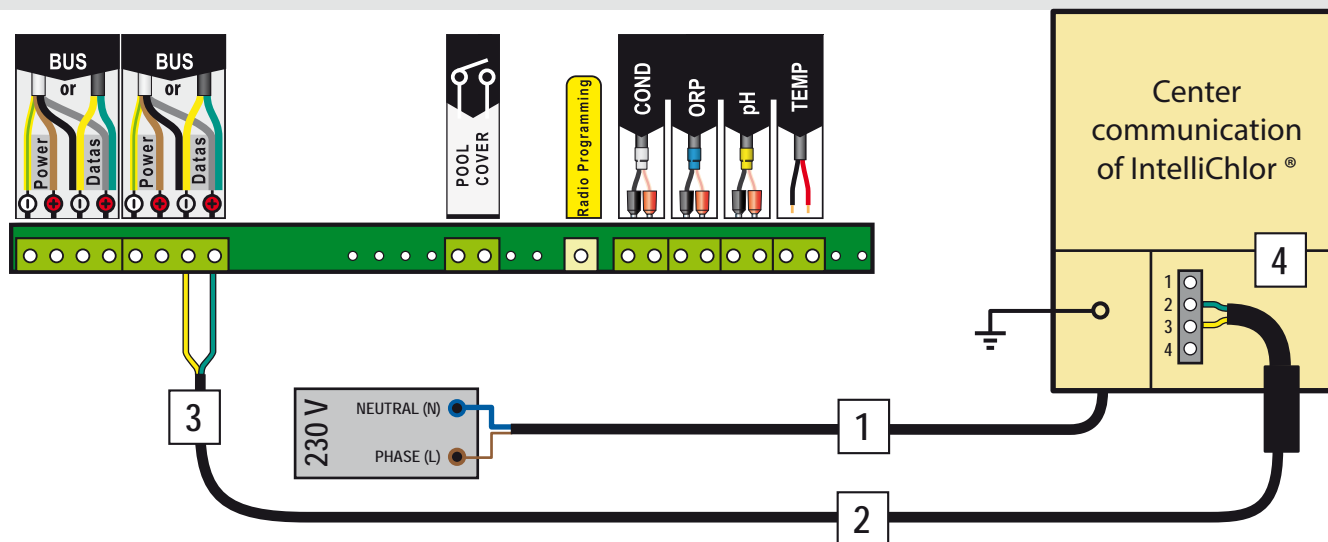 BUS
or
Power
Datas
BUS
or
Power
Datas
POOL
COVER
Radio Programming
COND
ORP
pH
TEMP
Center
communication
of IntelliChlor ®
4
1
2
3
4
3
230 V
NEUTRAL (N)
PHASE (L)
1
2